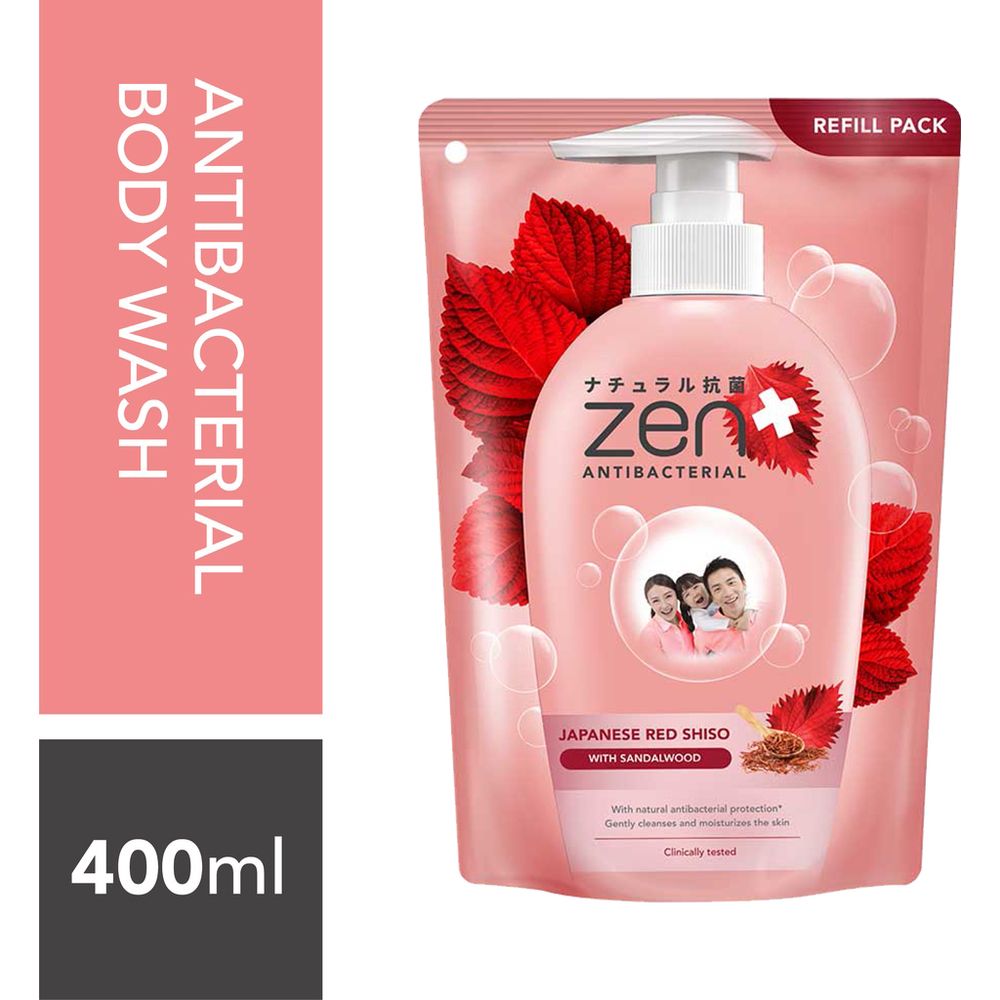 ANTIBACTERIAL
BODY WASH
400ml
REFILL PACK
ナチュラル抗菌
zen
ANTIBACTERIAL
JAPANESE RED SHISO
WITH SANDALWOOD
With natural antibacterial protection*
Gently cleanses and moisturizes the skin
Clinically tested